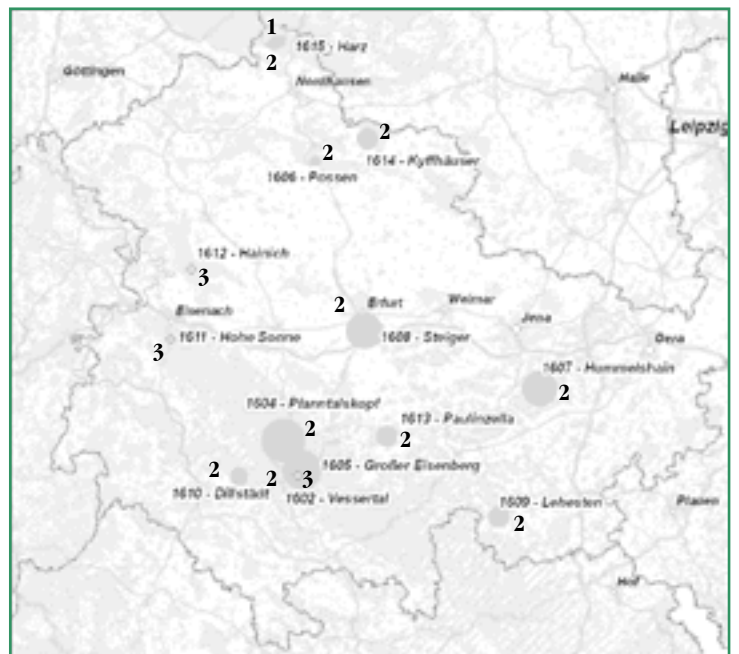 1
1615 - Harz
2
Göttingen
Nordhausen
Halle
Leipzig
2
2
1614 - Kyffhäuser
1606 - Possen
1612 - Hainich
3
2
Erfurt
Weimar
Eisenach
Jena
1611 - Hohe Sonne
1608 - Steiger
Gera
3
1607 - Hummelshain
2
1604 - Pfanntalskopf
1613 - Paulinzella
2
2
1605 - Großer Eisenberg
2
2
3
1610 - Dillstädt
1602 - Vessertal
1609 - Lehesten
Plauen
2
Hof